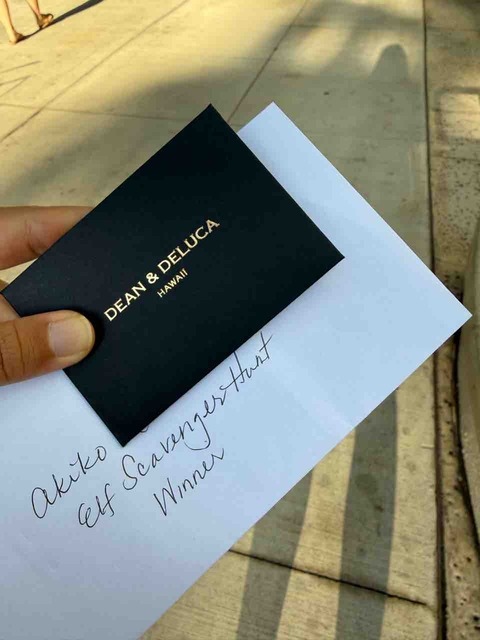 DEAN & DELUCA
HAWAII
Akiko
Elf Scavenger Hunt
Winner